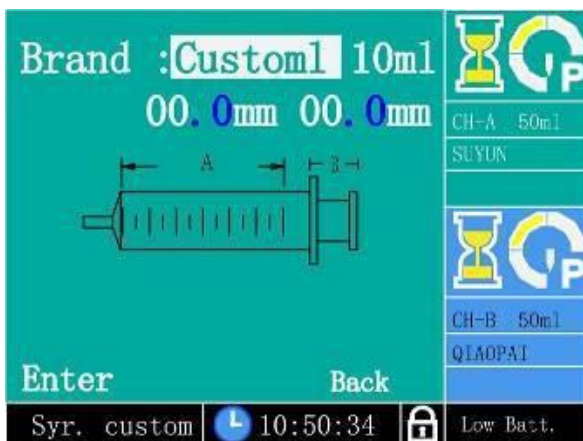 Brand :Custom1 10ml
00.0mm 00.0mm
A
B
Enter
Back
Syr. custom
10:50:34
P
CH-A 50ml
SUYUN
P
CH-B 50ml
QIAOPAI
Low Batt.